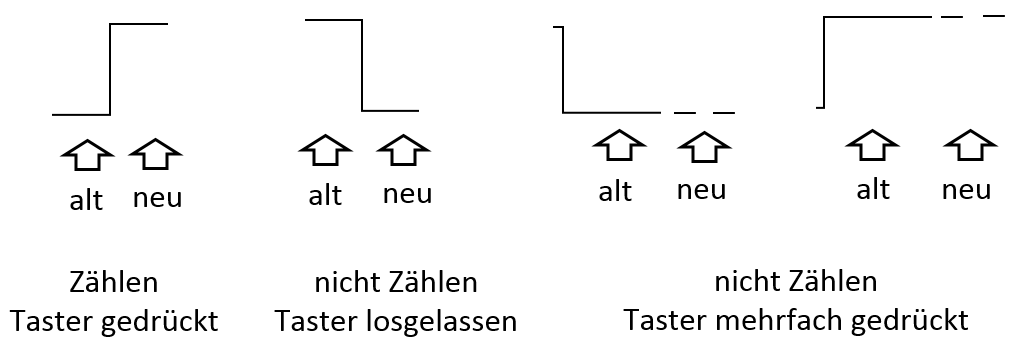 alt neu
alt neu
alt neu
alt neu
Zählen
Taster gedrückt
nicht Zählen
Taster losgelassen
nicht Zählen
Taster mehrfach gedrückt